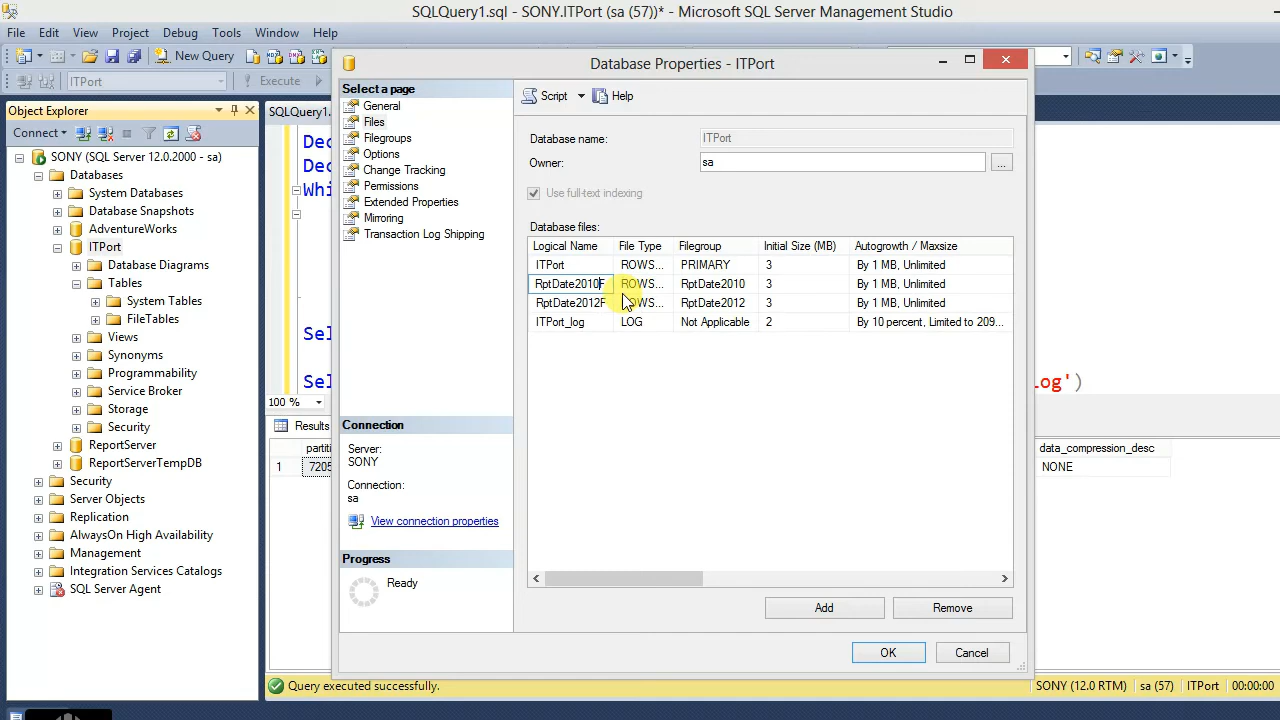 SQLQuery1.sql - SONY.ITPort (sa (57))* - Microsoft SQL Server Management Studio
File Edit View Project Debug Tools Window Help
New Query
ITPort Execute
Object Explorer
Connect
SONY (SQL Server 12.0.2000 - sa)
Databases
System Databases
Database Snapshots
AdventureWorks
ITPort
Database Diagrams
Tables
System Tables
FileTables
Views
Synonyms
Programmability
Service Broker
Storage
Security
ReportServer
ReportServerTempDB
Security
Server Objects
Replication
AlwaysOn High Availability
Management
Integration Services Catalogs
SQL Server Agent
SQLQuery1.
Dec
Dec
Whi
Sel
Sel
Log')
100 %
Results
partiti
data_compression_desc
1 7205
NONE
Database Properties - ITPort
Select a page
General
Files
Filegroups
Options
Change Tracking
Permissions
Extended Properties
Mirroring
Transaction Log Shipping
Connection
Server:
SONY
Connection:
sa
View connection properties
Progress
Ready
Script Help
Database name: ITPort
Owner: sa ...
Use full-text indexing
Database files:
Logical Name File Type Filegroup Initial Size (MB) Autogrowth / Maxsize
ITPort ROWS... PRIMARY 3 By 1 MB, Unlimited
RptDate2010F ROWS... RptDate2010 3 By 1 MB, Unlimited
RptDate2012F ROWS... RptDate2012 3 By 1 MB, Unlimited
ITPort_log LOG Not Applicable 2 By 10 percent, Limited to 209...
Add Remove
OK Cancel
Query executed successfully. SONY (12.0 RTM) sa (57) ITPort 00:00:00